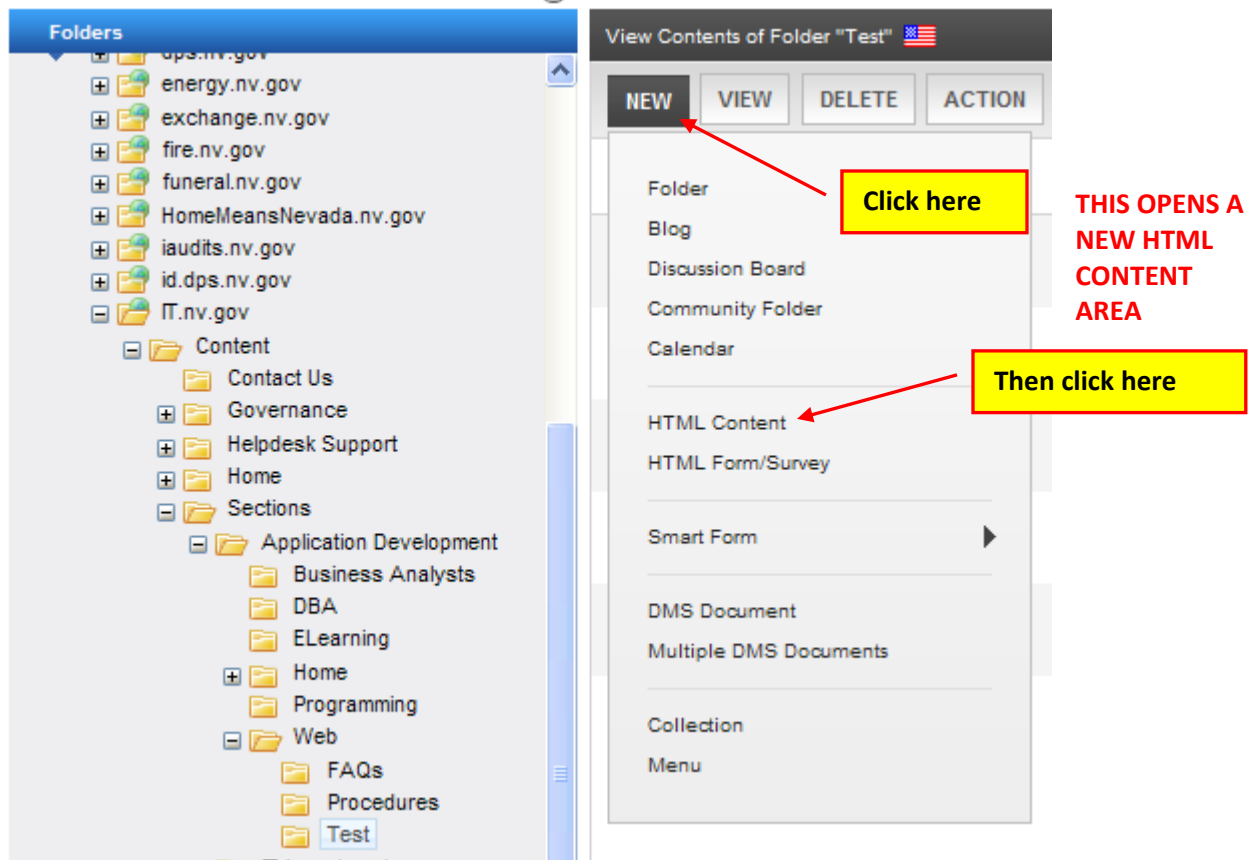 Folders
dps.nv.gov
energy.nv.gov
exchange.nv.gov
fire.nv.gov
funeral.nv.gov
HomeMeansNevada.nv.gov
iaudits.nv.gov
id.dps.nv.gov
IT.nv.gov
Content
Contact Us
Governance
Helpdesk Support
Home
Sections
Application Development
Business Analysts
DBA
ELearning
Home
Programming
Web
FAQs
Procedures
Test
View Contents of Folder "Test"
NEW VIEW DELETE ACTION
Folder
Blog
Discussion Board
Community Folder
Calendar
HTML Content
HTML Form/Survey
Smart Form
DMS Document
Multiple DMS Documents
Collection
Menu
Click here
THIS OPENS A
NEW HTML
CONTENT
AREA
Then click here